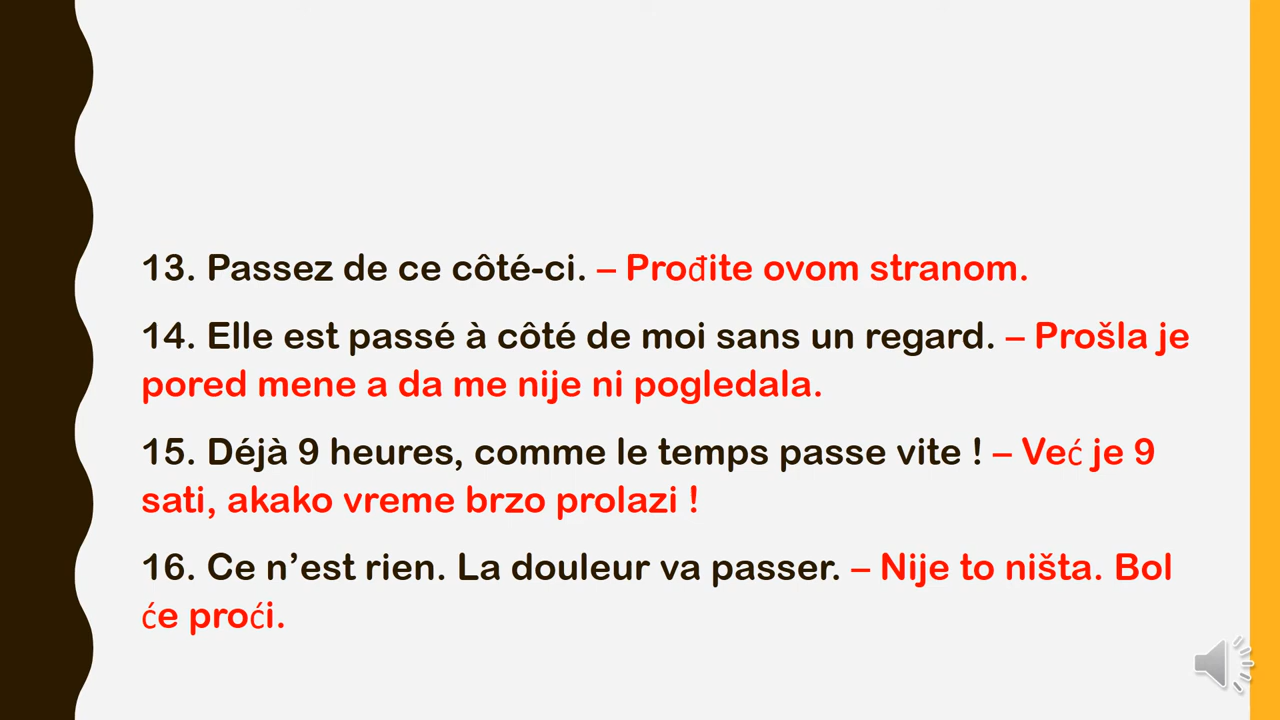 13. Passez de ce côté-ci. – Prođite ovom stranom.
14. Elle est passé à côté de moi sans un regard. – Prošla je
pored mene a da me nije ni pogledala.
15. Déjà 9 heures, comme le temps passe vite ! – Već je 9
sati, akako vreme brzo prolazi !
16. Ce n’est rien. La douleur va passer. – Nije to ništa. Bol
će proći.